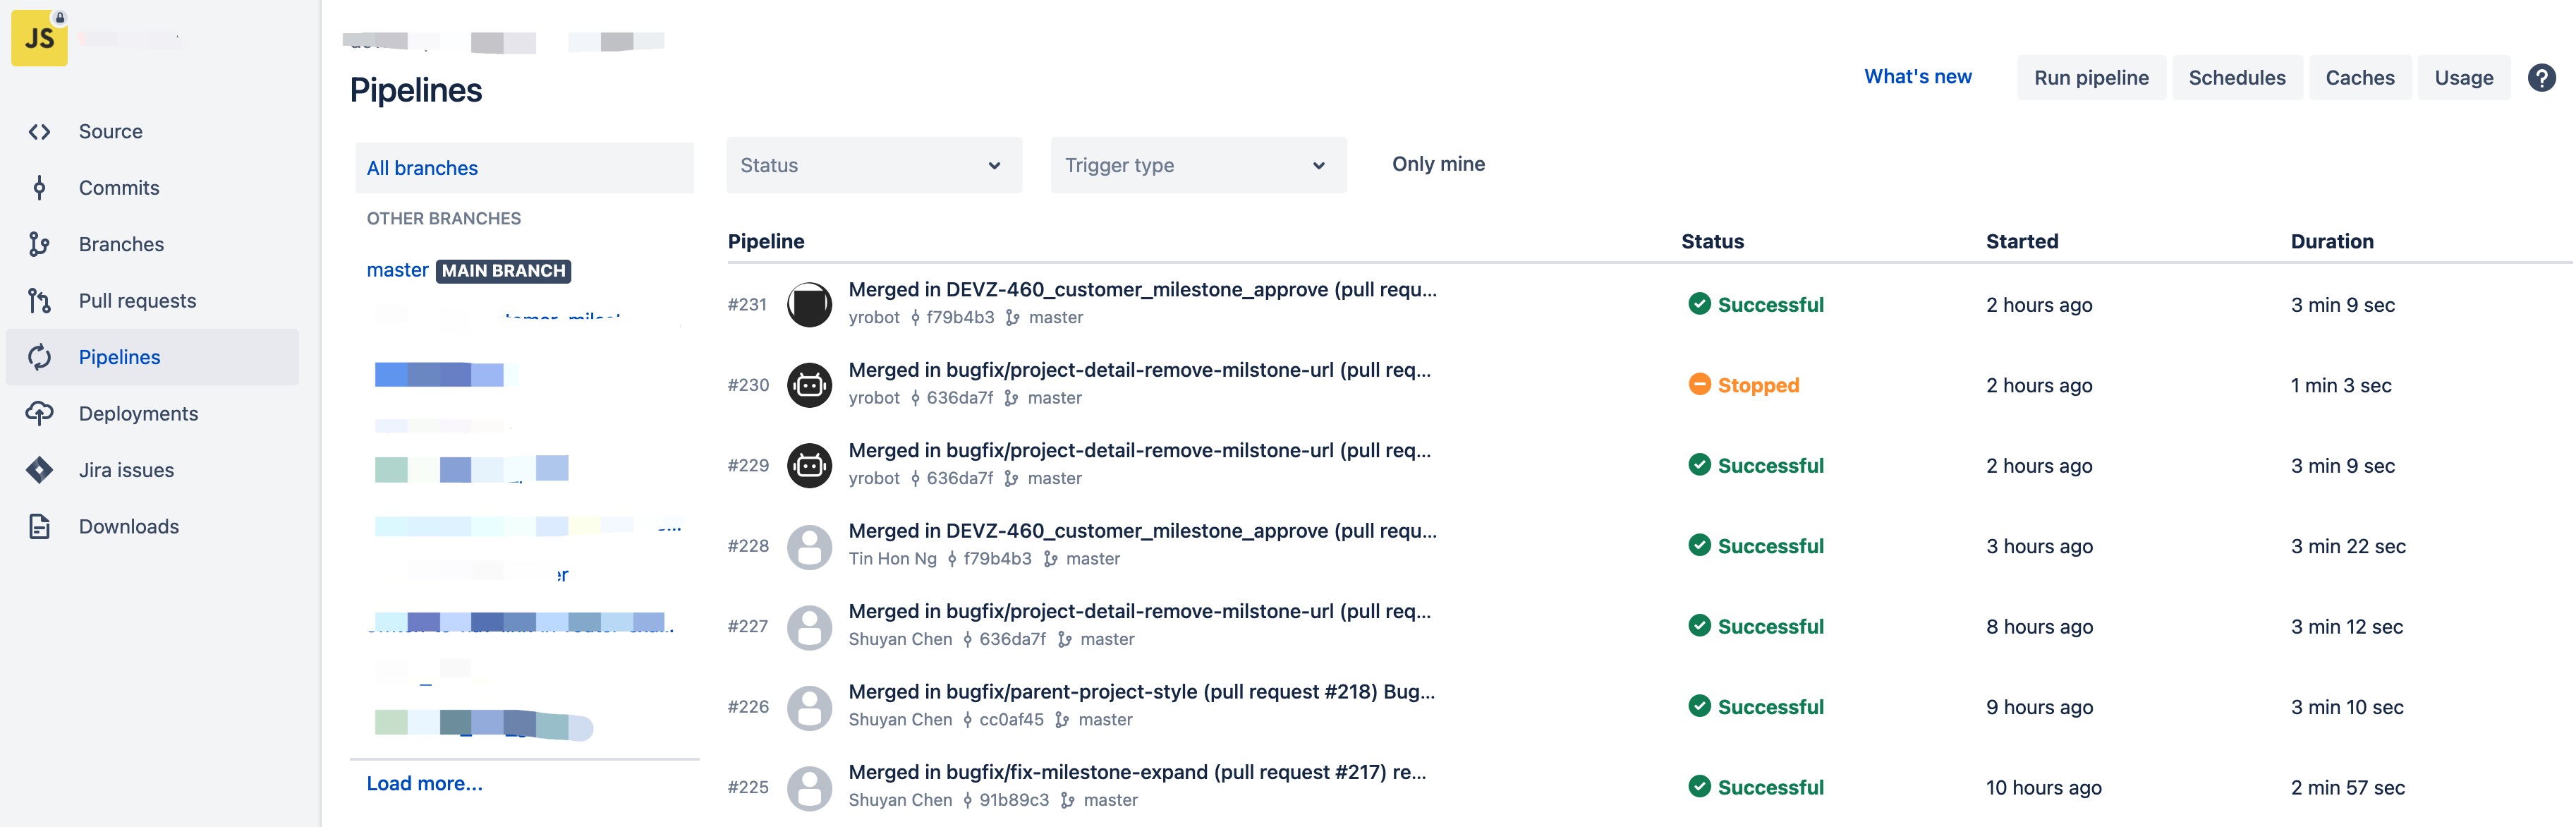 JS
Source
Commits
Branches
Pull requests
Pipelines
Deployments
Jira issues
Downloads
Pipelines
What's new
Run pipeline
Schedules
Caches
Usage
?
All branches
OTHER BRANCHES
master MAIN BRANCH
Load more...
Status
Trigger type
Only mine
Pipeline Status Started Duration
#231 Merged in DEVZ-460_customer_milestone_approve (pull requ... Successful 2 hours ago 3 min 9 sec
yrobot f79b4b3 master
#230 Merged in bugfix/project-detail-remove-milstone-url (pull req... Stopped 2 hours ago 1 min 3 sec
yrobot 636da7f master
#229 Merged in bugfix/project-detail-remove-milstone-url (pull req... Successful 2 hours ago 3 min 9 sec
yrobot 636da7f master
#228 Merged in DEVZ-460_customer_milestone_approve (pull requ... Successful 3 hours ago 3 min 22 sec
Tin Hon Ng f79b4b3 master
#227 Merged in bugfix/project-detail-remove-milstone-url (pull req... Successful 8 hours ago 3 min 12 sec
Shuyan Chen 636da7f master
#226 Merged in bugfix/parent-project-style (pull request #218) Bug... Successful 9 hours ago 3 min 10 sec
Shuyan Chen cc0af45 master
#225 Merged in bugfix/fix-milestone-expand (pull request #217) re... Successful 10 hours ago 2 min 57 sec
Shuyan Chen 91b89c3 master